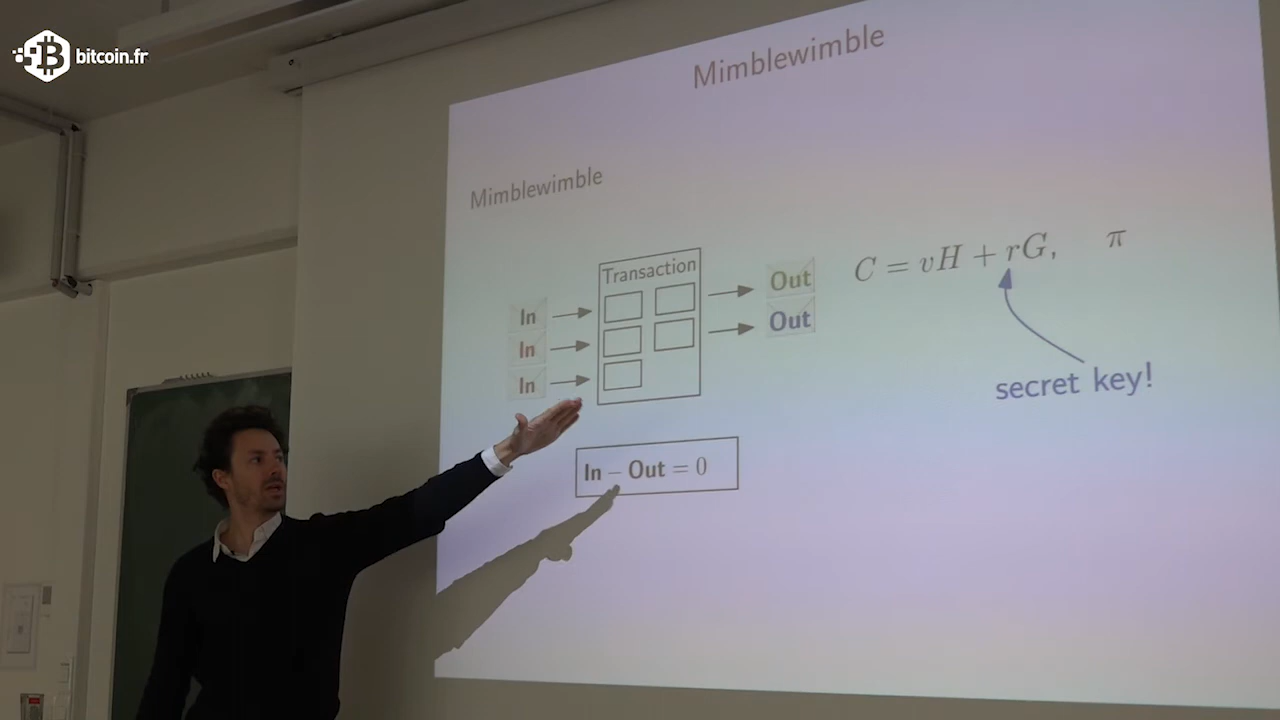 bitcoin.fr
Mimblewimble
Mimblewimble
Transaction
In
In
In
Out
Out
C = vH + rG, π
secret key!
In – Out = 0